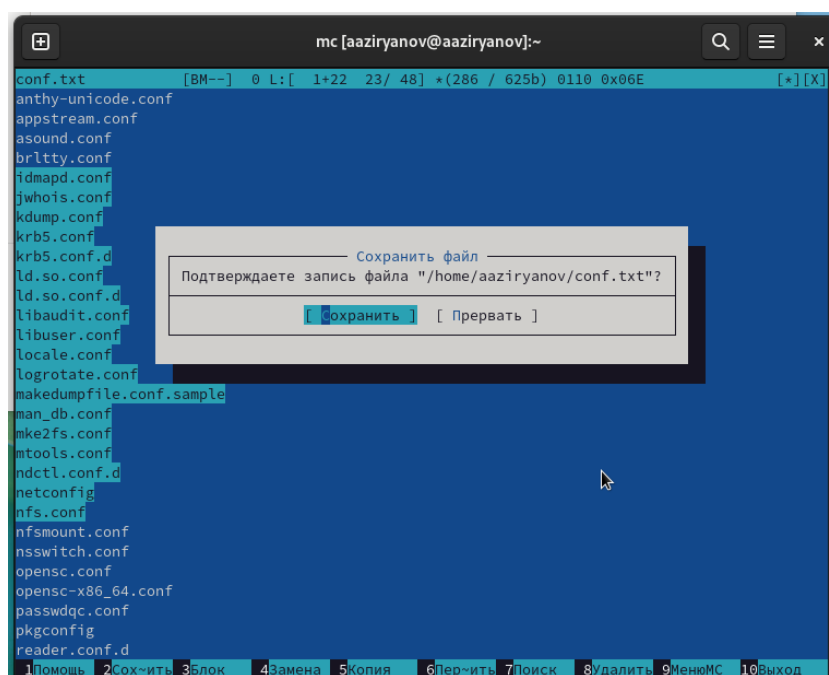 mc [aaziryanov@aaziryanov]:~
conf.txt [BM--] 0 L:[ 1+22 23/ 48] *(286 / 625b) 0110 0x06E [*][X]
anthy-unicode.conf
appstream.conf
asound.conf
brltty.conf
idmapd.conf
jwhois.conf
kdump.conf
krb5.conf
krb5.conf.d
ld.so.conf
ld.so.conf.d
libaudit.conf
libuser.conf
locale.conf
logrotate.conf
makedumpfile.conf.sample
man_db.conf
mke2fs.conf
mtools.conf
ndctl.conf.d
netconfig
nfs.conf
nfsmount.conf
nsswitch.conf
opensc.conf
opensc-x86_64.conf
passwdqc.conf
pkgconfig
reader.conf.d
Сохранить файл
Подтверждаете запись файла "/home/aaziryanov/conf.txt"?
[ Сохранить ] [ Прервать ]
1Помощь 2Сох~ить 3Блок 4Замена 5Копия 6Пер~ить 7Поиск 8Удалить 9МенюMC 10Выход